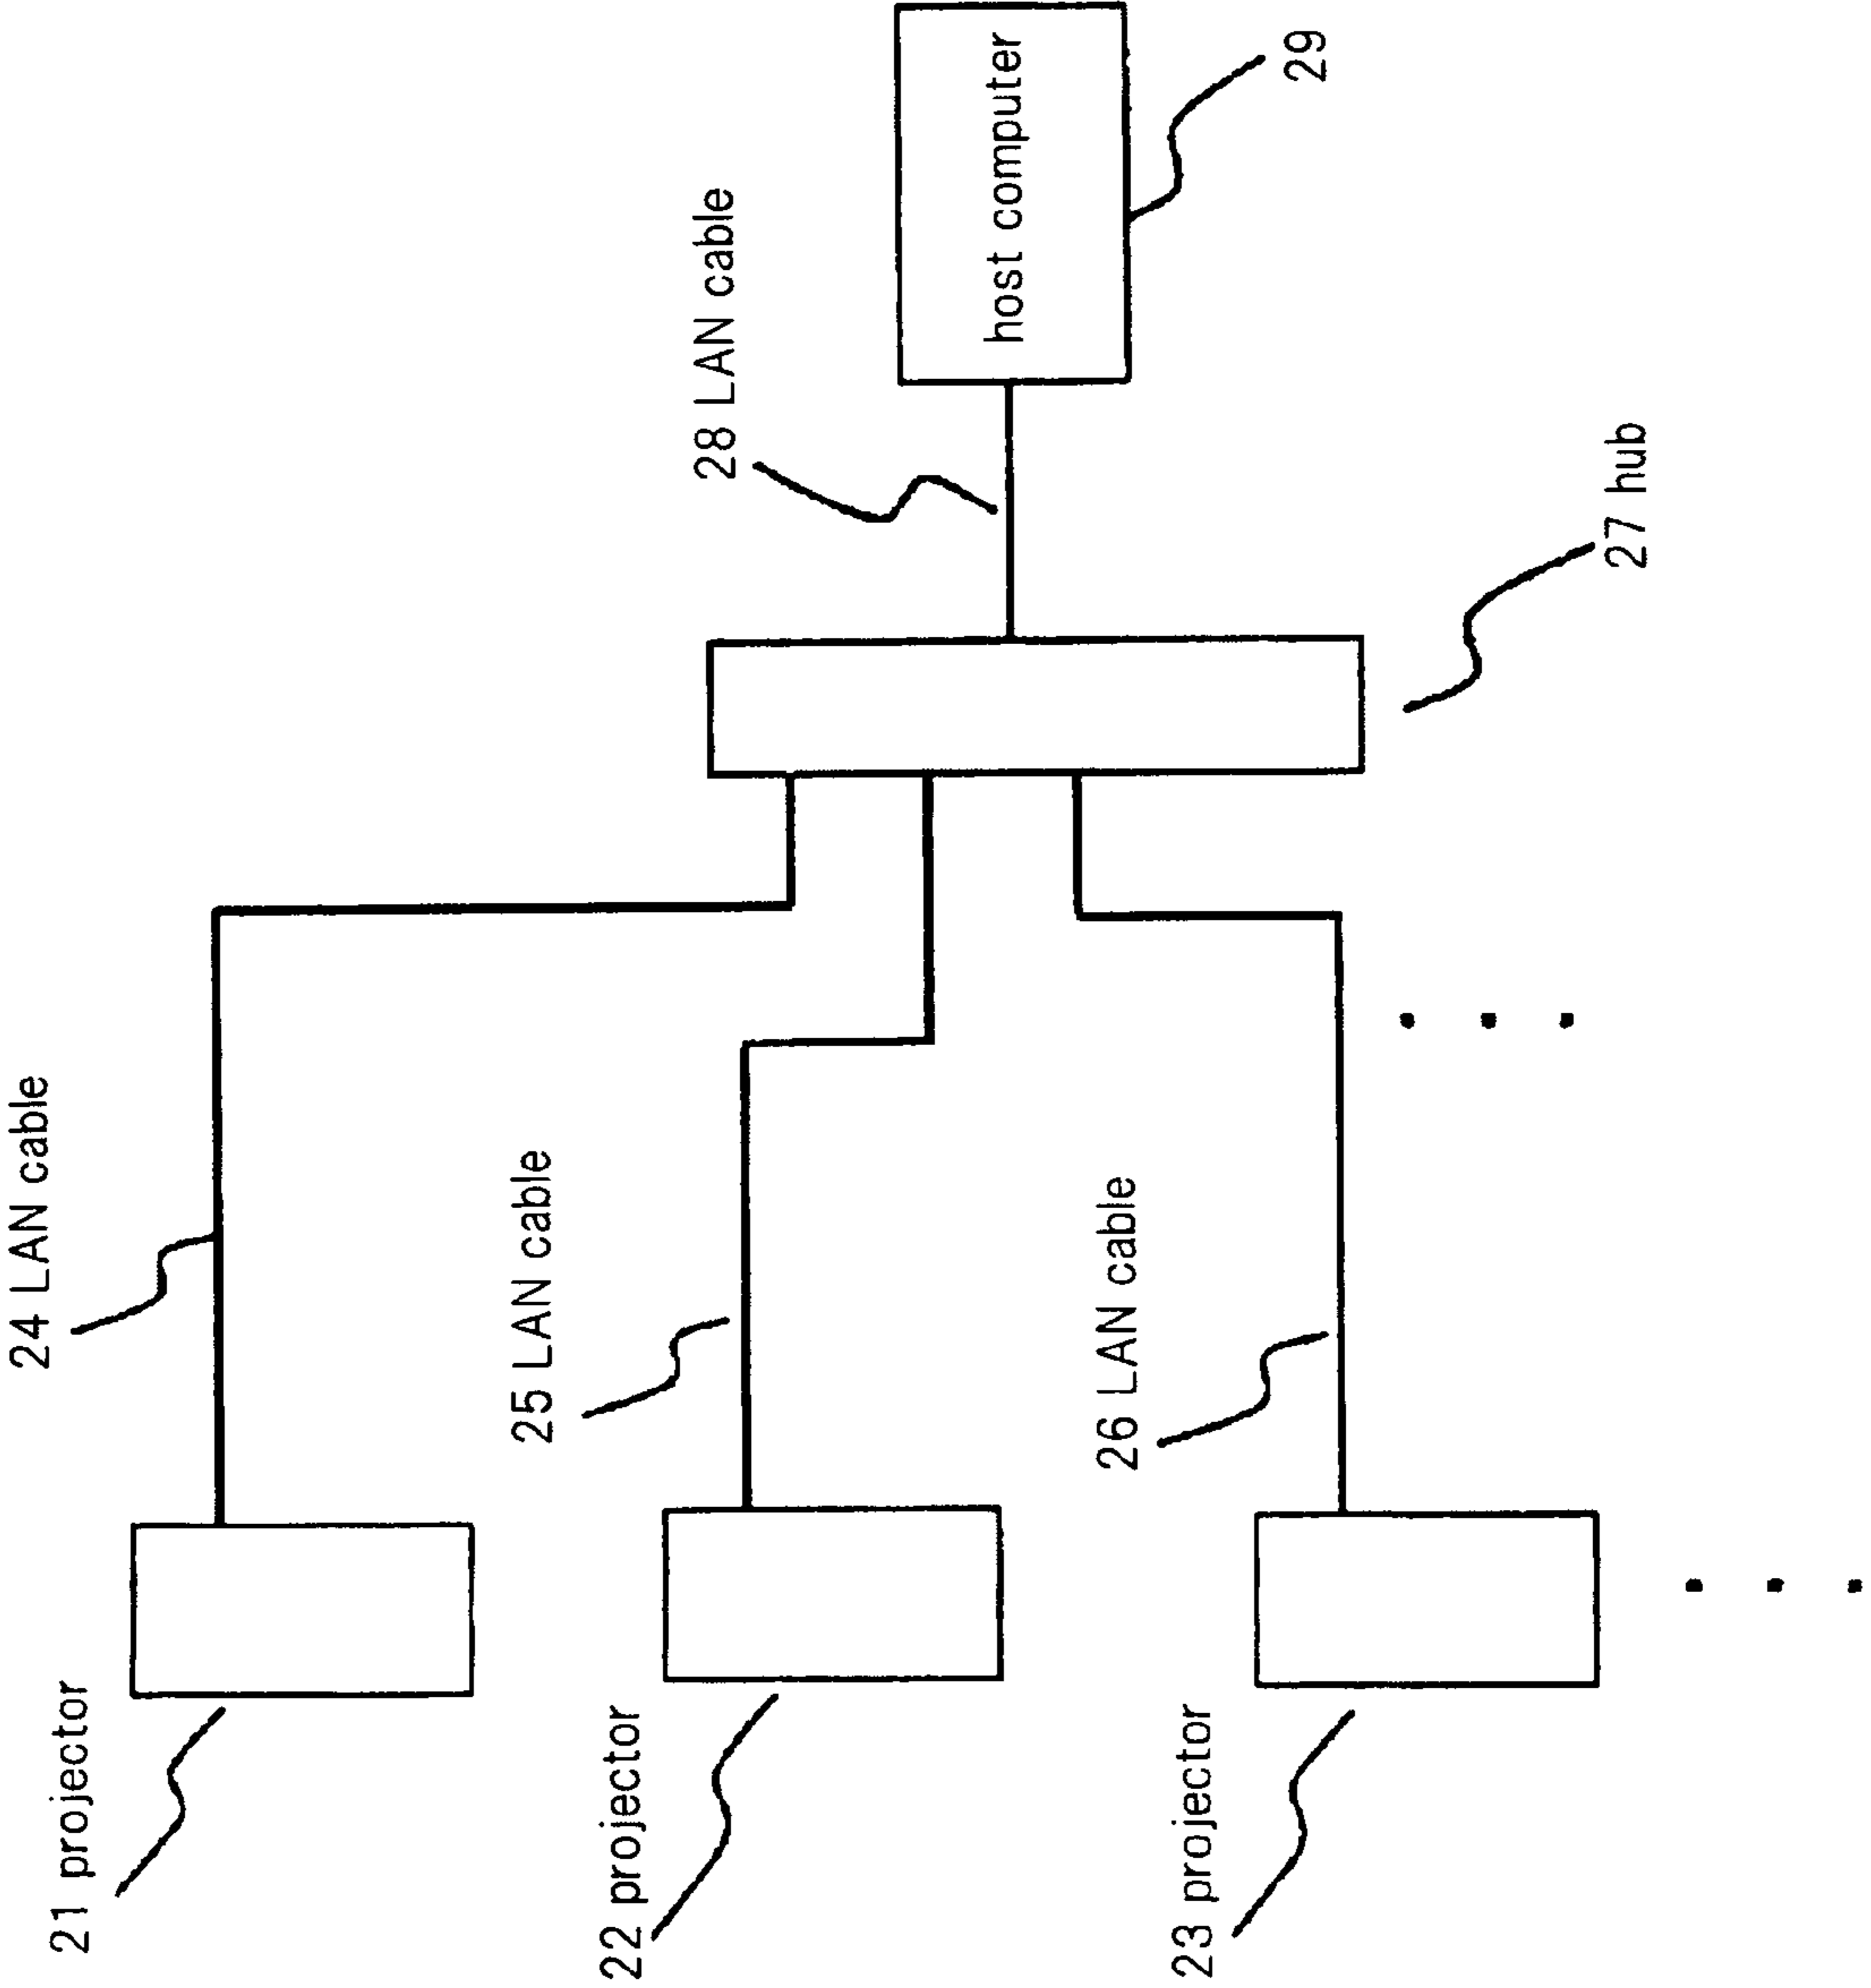 21 projector
24 LAN cable
22 projector
25 LAN cable
28 LAN cable
host computer
23 projector
26 LAN cable
29
27 hub